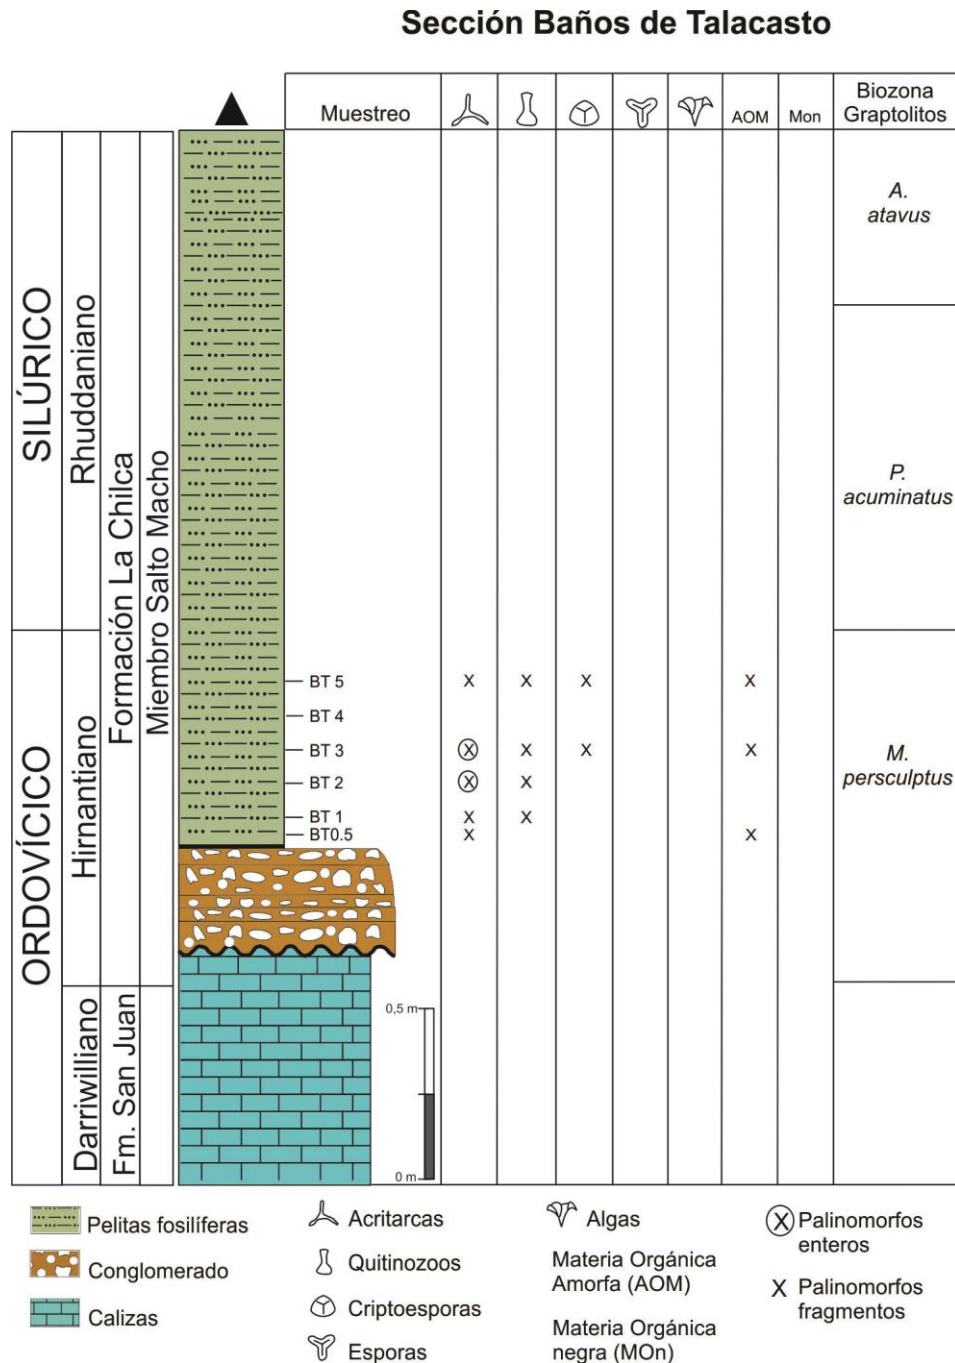 Sección Baños de Talacasto
Muestreo
AOM
Mon
Biozona
Graptolitos
SILÚRICO
Rhuddaniano
ORDOVÍCICO
Hirnantiano
Darriwilliano
Formación La Chilca
Fm. San Juan
Miembro Salto Macho
A.
atavus
P.
acuminatus
M.
persculptus
BT 5 X X X X
BT 4
BT 3 X X X X
BT 2 X X
BT 1 X X
BT0.5 X X
0,5 m
0 m
Pelitas fosilíferas
Conglomerado
Calizas
Acritarcas
Quitinozoos
Criptoesporas
Esporas
Algas
Materia Orgánica
Amorfa (AOM)
Materia Orgánica
negra (MOn)
X Palinomorfos
enteros
X Palinomorfos
fragmentos